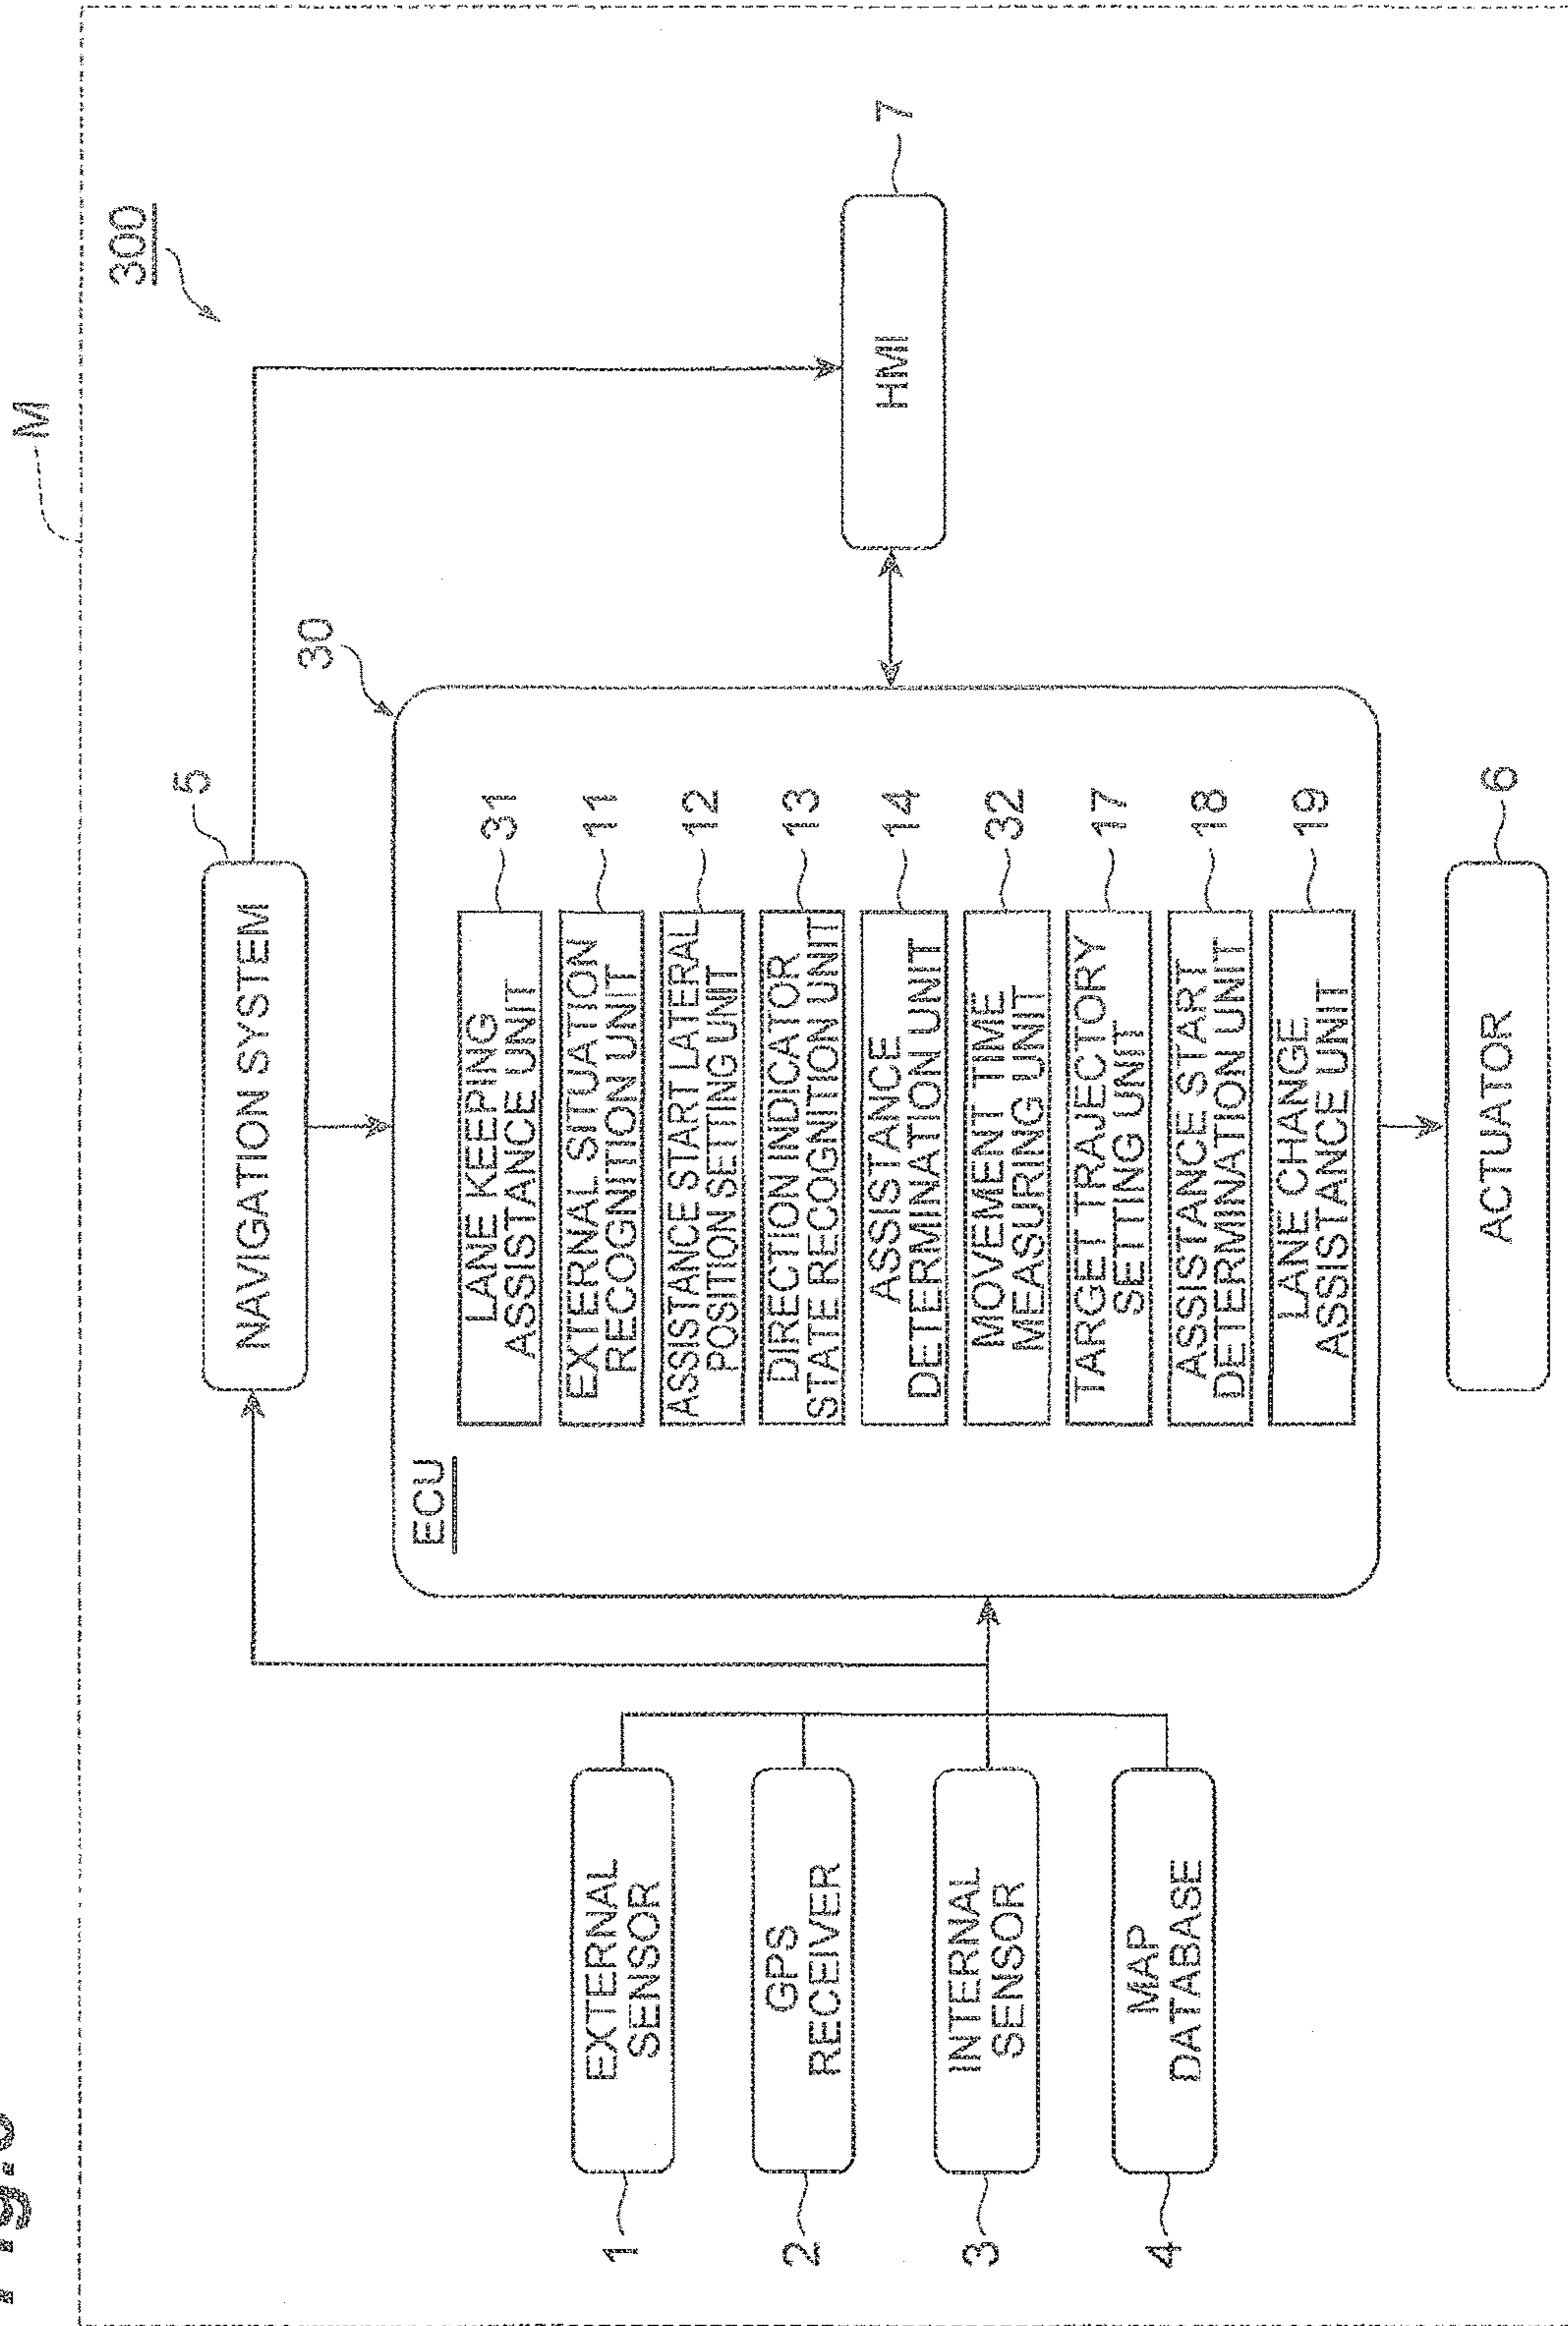 M
300
5
NAVIGATION SYSTEM
30
ECU
LANE KEEPING
ASSISTANCE UNIT
31
EXTERNAL SITUATION
RECOGNITION UNIT
11
ASSISTANCE START LATERAL
POSITION SETTING UNIT
12
DIRECTION INDICATOR
STATE RECOGNITION UNIT
13
ASSISTANCE
DETERMINATION UNIT
14
MOVEMENT TIME
MEASURING UNIT
32
TARGET TRAJECTORY
SETTING UNIT
17
ASSISTANCE START
DETERMINATION UNIT
18
LANE CHANGE
ASSISTANCE UNIT
19
1
EXTERNAL
SENSOR
2
GPS
RECEIVER
3
INTERNAL
SENSOR
4
MAP
DATABASE
HMI
7
ACTUATOR
6